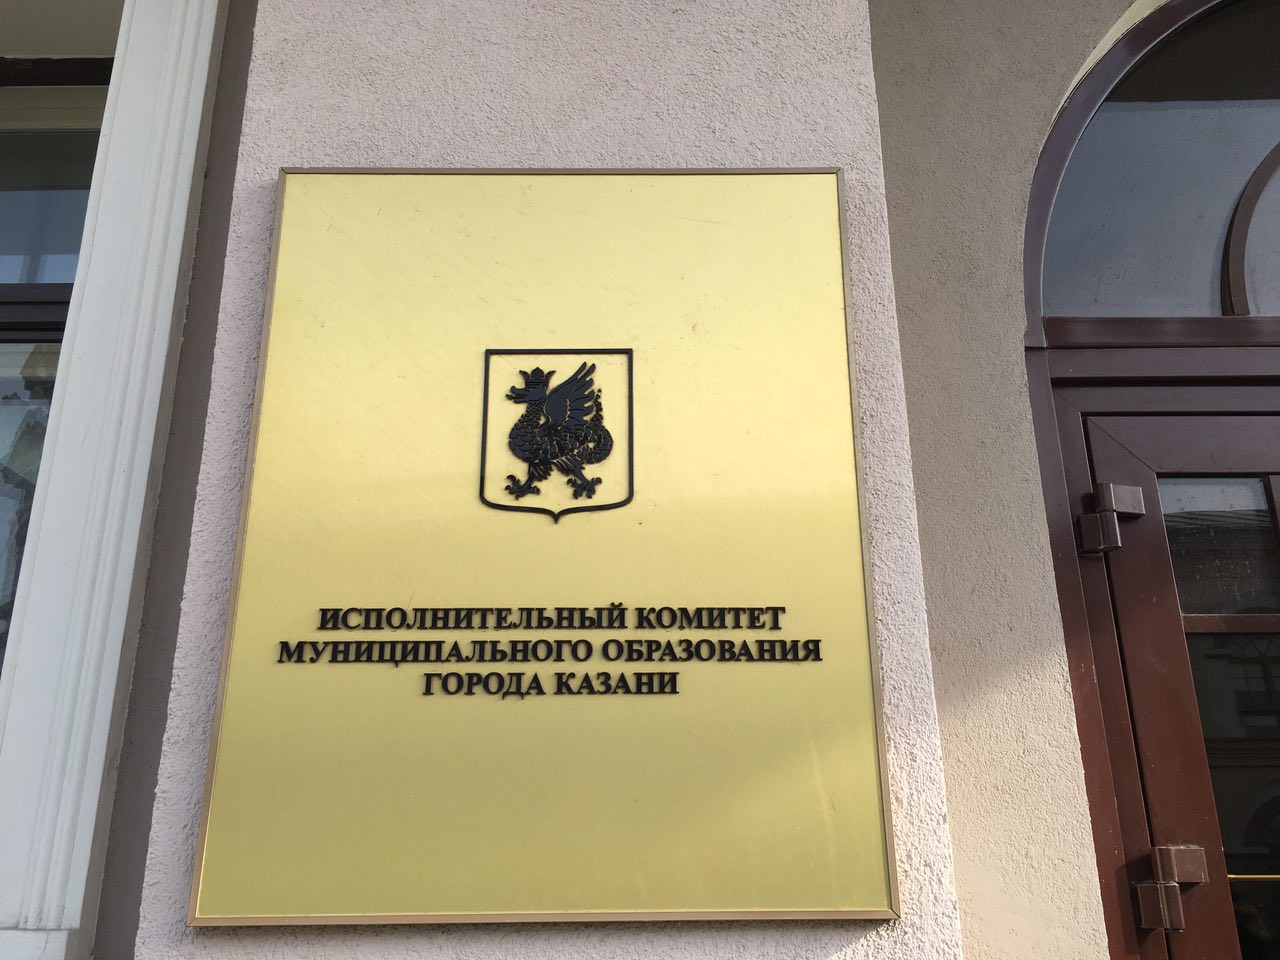 ИСПОЛНИТЕЛЬНЫЙ КОМИТЕТ
МУНИЦИПАЛЬНОГО ОБРАЗОВАНИЯ
ГОРОДА КАЗАНИ